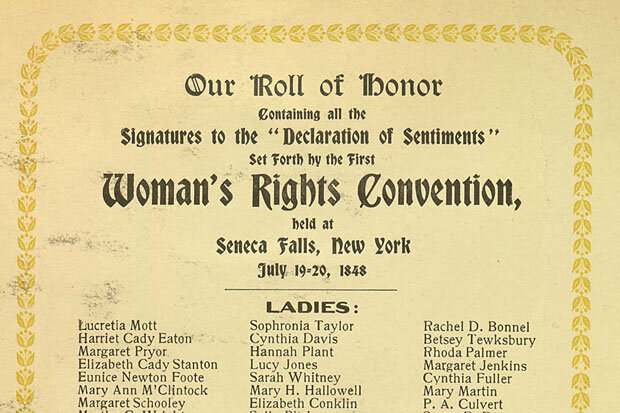 Our Roll of Honor
Containing all the
Signatures to the "Declaration of Sentiments"
Set Forth by the First
Woman's Rights Convention,
held at
Seneca Falls, New York
July 19-20, 1848
LADIES:
Lucretia Mott
Harriet Cady Eaton
Margaret Pryor
Elizabeth Cady Stanton
Eunice Newton Foote
Mary Ann M'Clintock
Margaret Schooley
Sophronia Taylor
Cynthia Davis
Hannah Plant
Lucy Jones
Sarah Whitney
Mary H. Hallowell
Elizabeth Conklin
Rachel D. Bonnel
Betsey Tewksbury
Rhoda Palmer
Margaret Jenkins
Cynthia Fuller
Mary Martin
P. A. Culvert